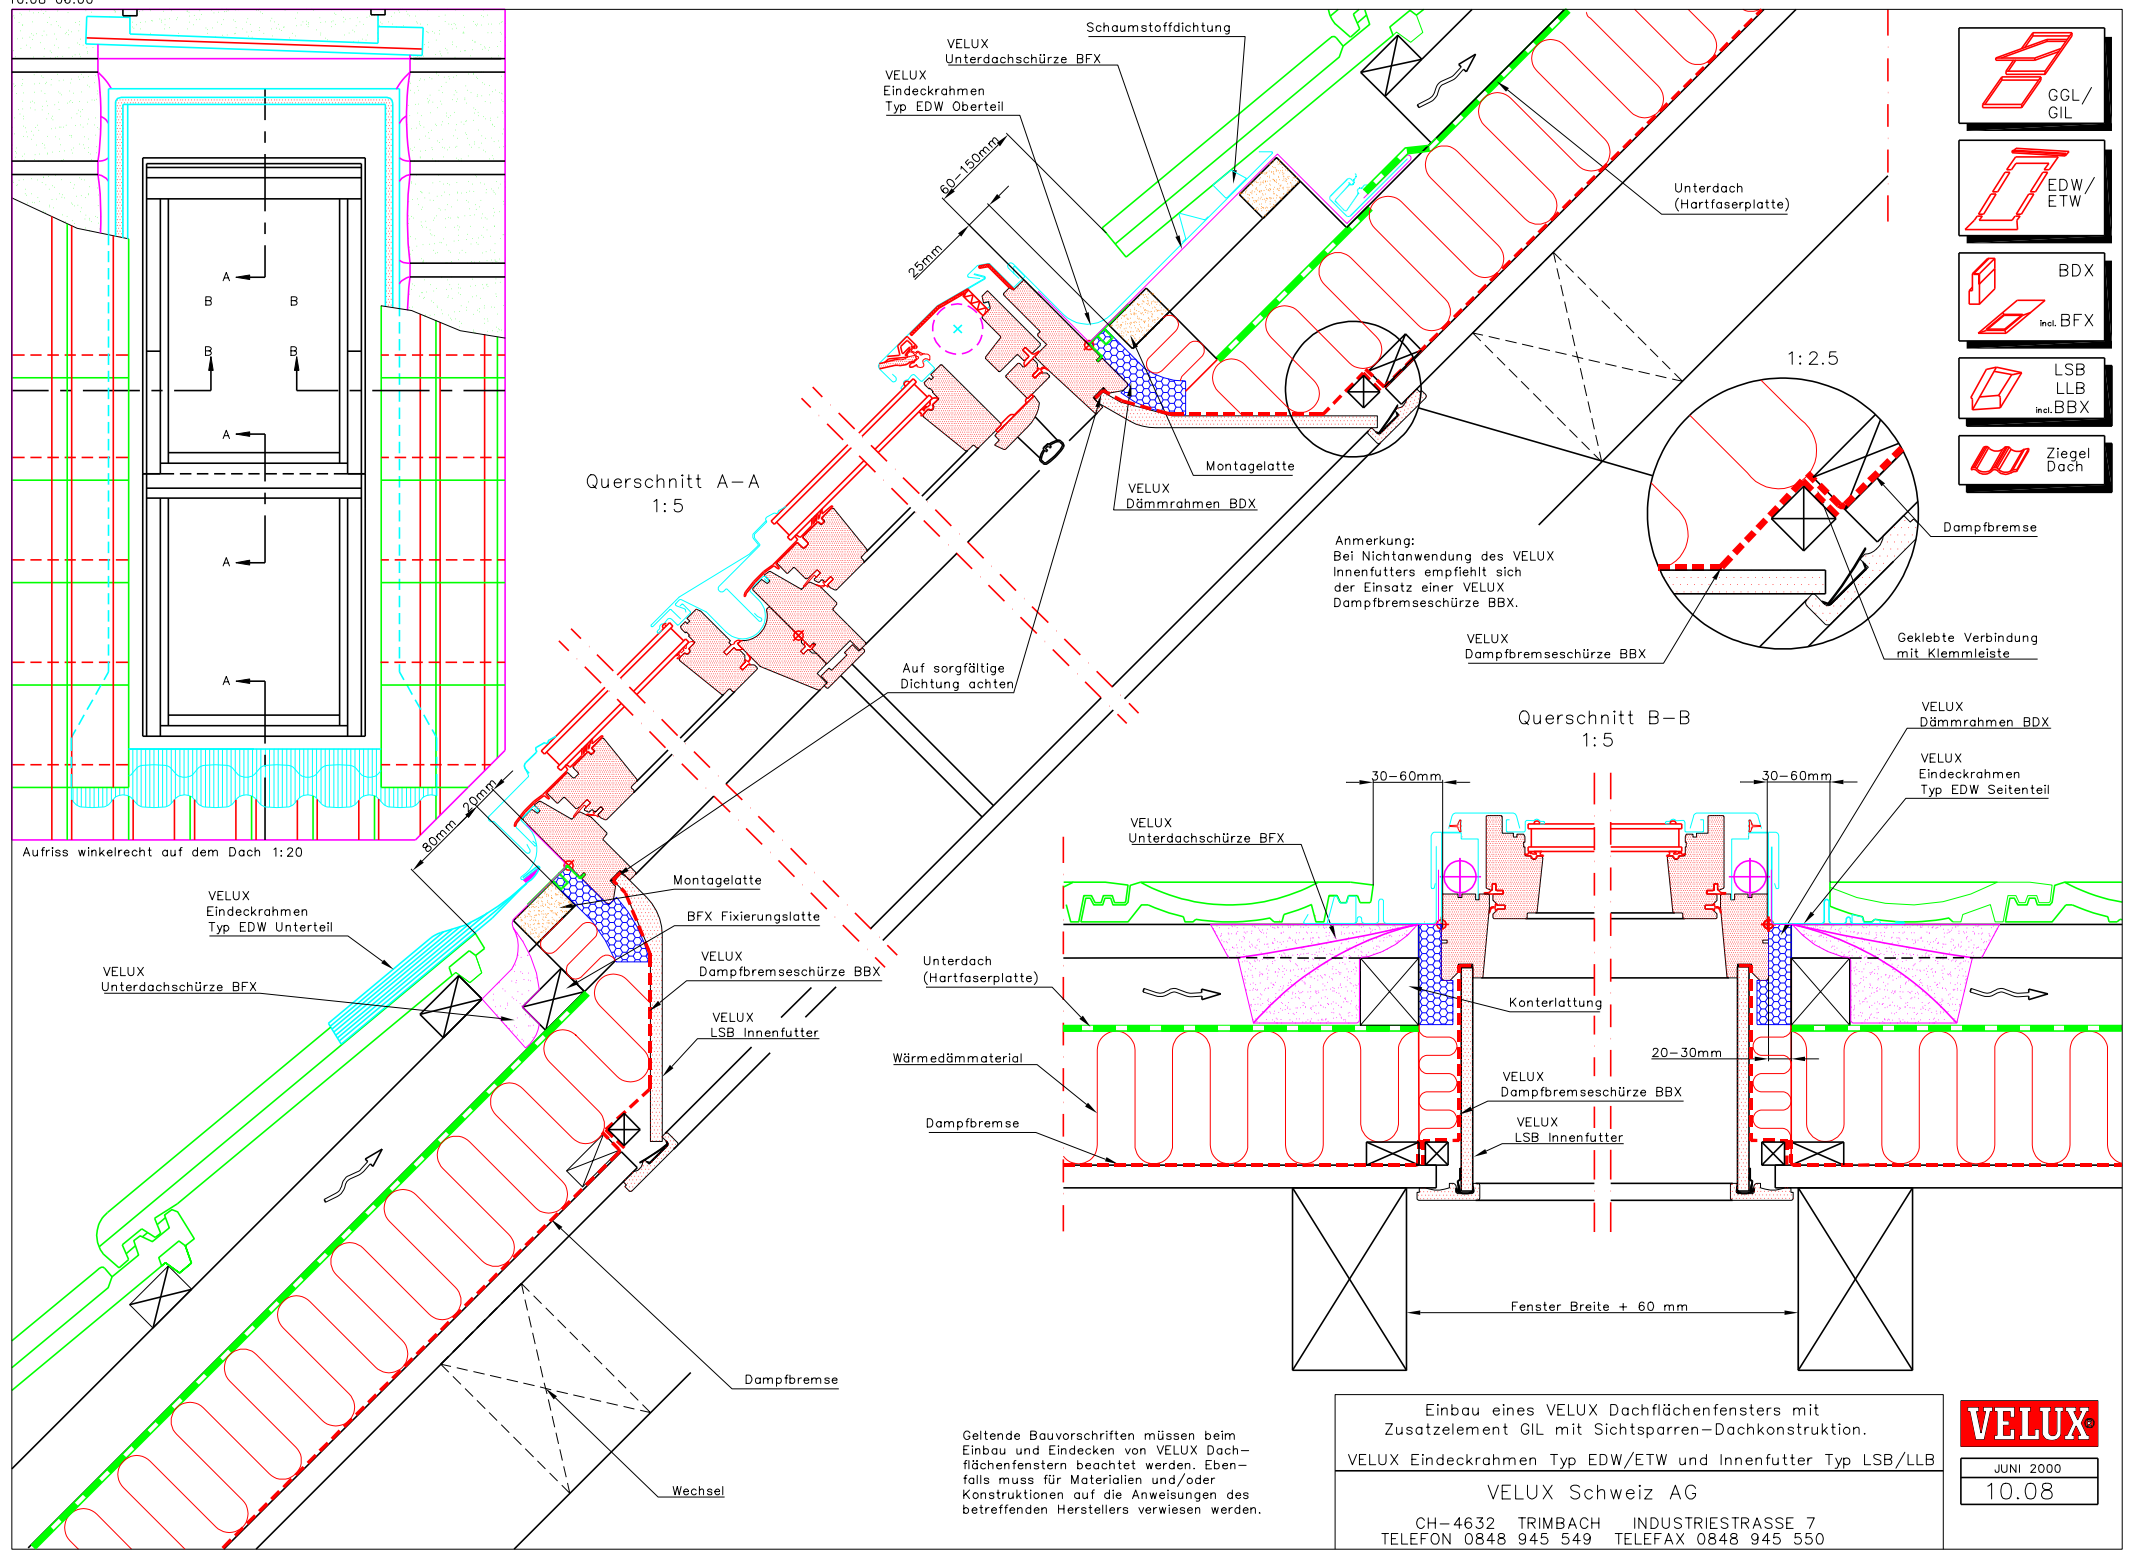 Schaumstoffdichtung
VELUX
Unterdachschürze BFX
VELUX
Eindeckrahmen
Typ EDW Oberteil
60-150mm
25mm
Unterdach
(Hartfaserplatte)
GGL/
GIL
EDW/
ETW
BDX
incl. BFX
LSB
LLB
incl. BBX
Ziegel
Dach
A
B B
B B
A
A
A
Aufriss winkelrecht auf dem Dach 1:20
Querschnitt A-A
1:5
Montagelatte
VELUX
Dämmrahmen BDX
1:2.5
Anmerkung:
Bei Nichtanwendung des VELUX
Innenfutters empfiehlt sich
der Einsatz einer VELUX
Dampfbremseschürze BBX.
Dampfbremse
VELUX
Dampfbremseschürze BBX
Geklebte Verbindung
mit Klemmleiste
Auf sorgfältige
Dichtung achten
20mm
80mm
VELUX
Eindeckrahmen
Typ EDW Unterteil
VELUX
Unterdachschürze BFX
Montagelatte
BFX Fixierungslatte
VELUX
Dampfbremseschürze BBX
VELUX
LSB Innenfutter
Dampfbremse
Wechsel
Querschnitt B-B
1:5
VELUX
Dämmrahmen BDX
VELUX
Eindeckrahmen
Typ EDW Seitenteil
30-60mm
30-60mm
VELUX
Unterdachschürze BFX
Unterdach
(Hartfaserplatte)
Konterlattung
Wärmedämmaterial
20-30mm
VELUX
Dampfbremseschürze BBX
Dampfbremse
VELUX
LSB Innenfutter
Fenster Breite + 60 mm
Geltende Bauvorschriften müssen beim
Einbau und Eindecken von VELUX Dach-
flächenfenstern beachtet werden. Eben-
falls muss für Materialien und/oder
Konstruktionen auf die Anweisungen des
betreffenden Herstellers verwiesen werden.
Einbau eines VELUX Dachflächenfensters mit
Zusatzelement GIL mit Sichtsparren-Dachkonstruktion.
VELUX Eindeckrahmen Typ EDW/ETW und Innenfutter Typ LSB/LLB
VELUX Schweiz AG
CH-4632 TRIMBACH INDUSTRIESTRASSE 7
TELEFON 0848 945 549 TELEFAX 0848 945 550
VELUX®
JUNI 2000
10.08